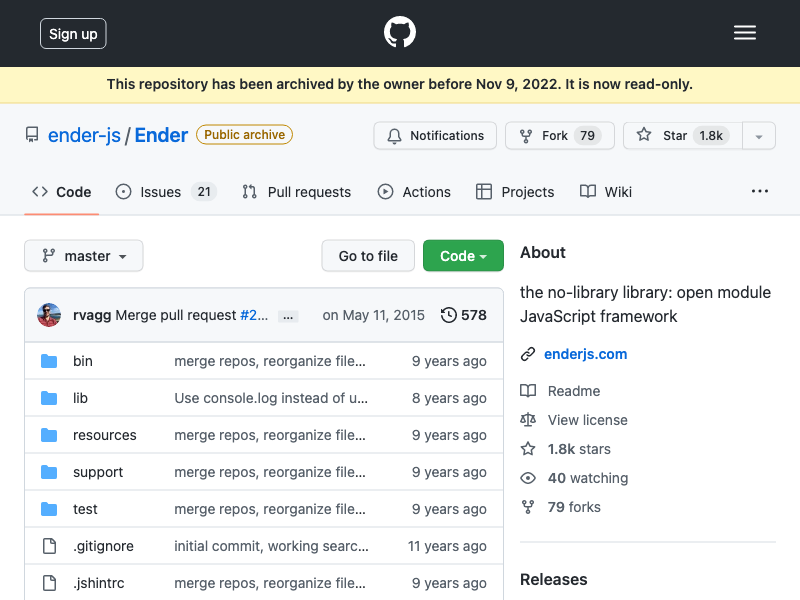 Sign up
This repository has been archived by the owner before Nov 9, 2022. It is now read-only.
ender-js / Ender Public archive
Notifications Fork 79 Star 1.8k
Code Issues 21 Pull requests Actions Projects Wiki ...
master Go to file Code
rvagg Merge pull request #2... ... on May 11, 2015 578
bin merge repos, reorganize file... 9 years ago
lib Use console.log instead of u... 8 years ago
resources merge repos, reorganize file... 9 years ago
support merge repos, reorganize file... 9 years ago
test merge repos, reorganize file... 9 years ago
.gitignore initial commit, working searc... 11 years ago
.jshintrc merge repos, reorganize file... 9 years ago
About
the no-library library: open module
JavaScript framework
enderjs.com
Readme
View license
1.8k stars
40 watching
79 forks
Releases